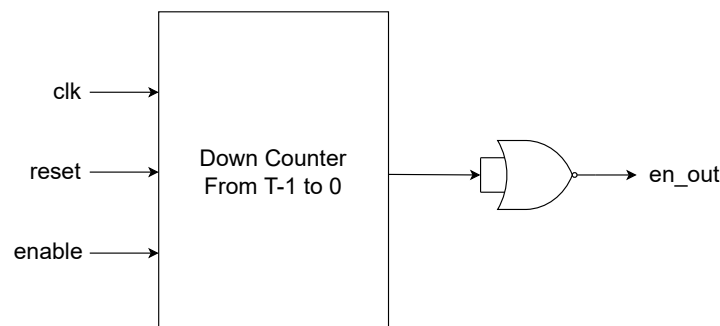 clk
reset
enable
Down Counter
From T-1 to 0
en_out